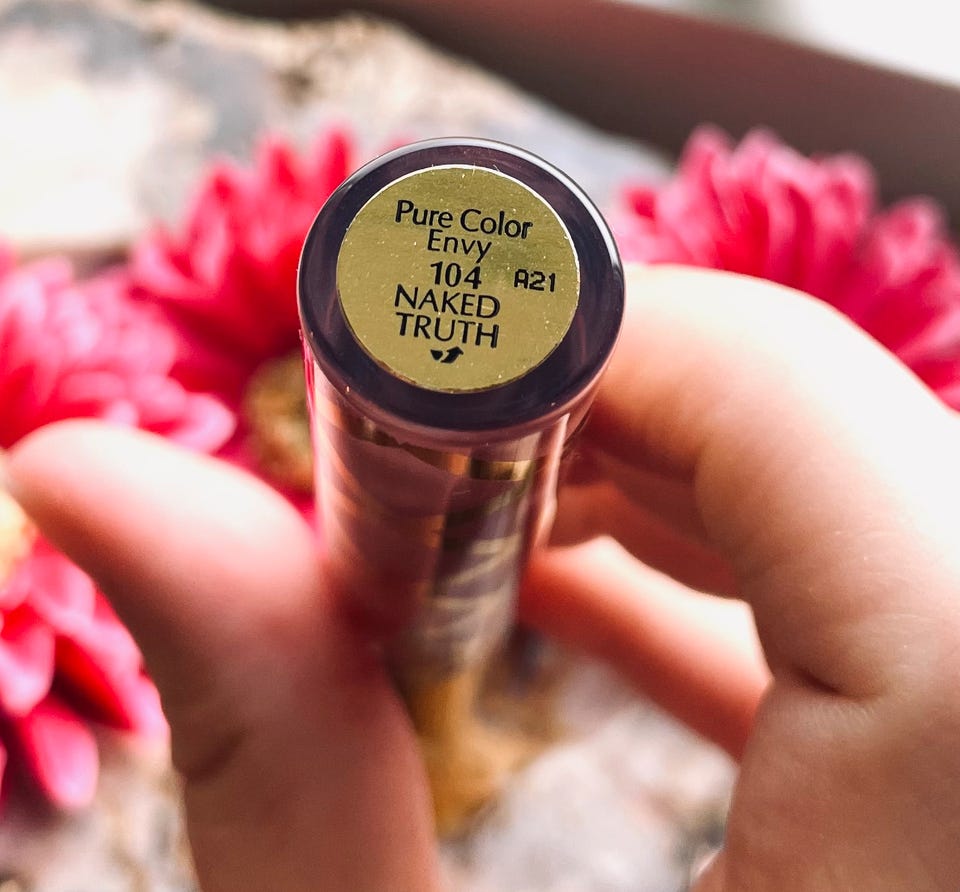 Pure Color
Envy
104 A21
NAKED
TRUTH